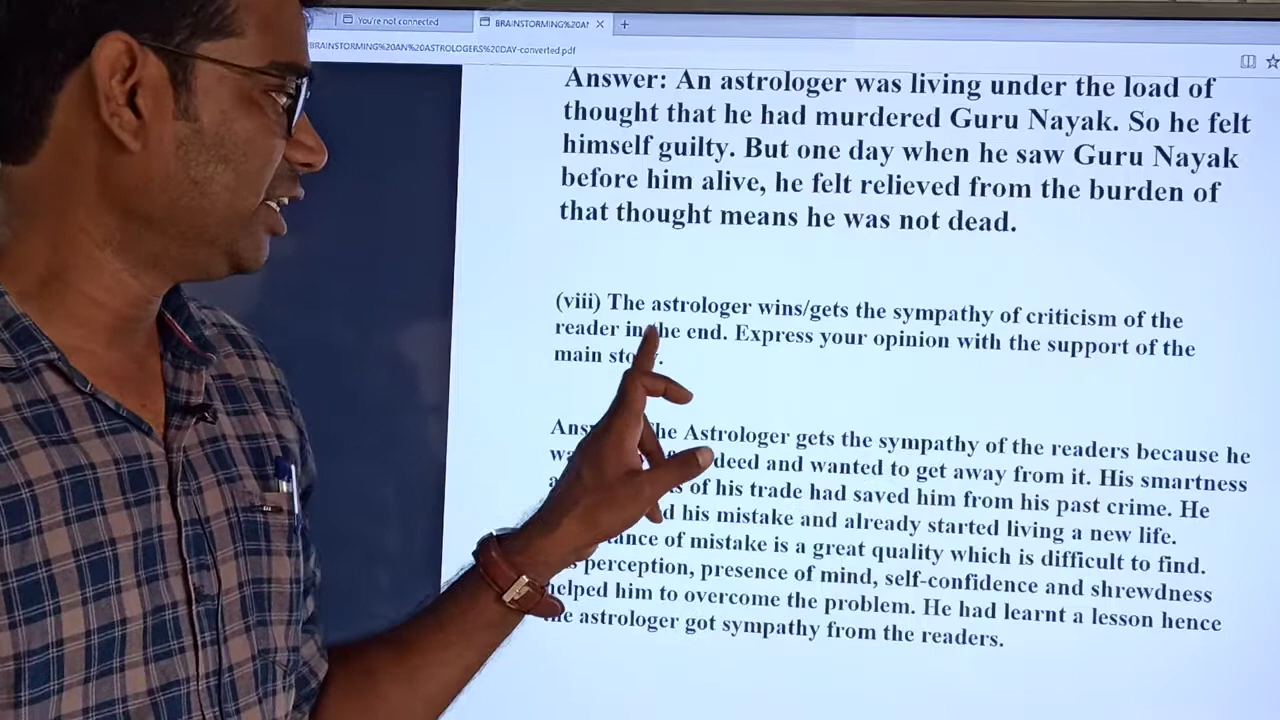 You're not connected
BRAINSTORMING%20A
BRAINSTORMING%20AN%20ASTROLOGERS%20DAY-converted.pdf
Answer: An astrologer was living under the load of
thought that he had murdered Guru Nayak. So he felt
himself guilty. But one day when he saw Guru Nayak
before him alive, he felt relieved from the burden of
that thought means he was not dead.
(viii) The astrologer wins/gets the sympathy of criticism of the
reader in the end. Express your opinion with the support of the
main
Astrologer gets the sympathy of the readers because he
deed and wanted to get away from it. His smartness
of his trade had saved him from his past crime. He
his mistake and already started living a new life.
of mistake is a great quality which is difficult to find.
perception, presence of mind, self-confidence and shrewdness
helped him to overcome the problem. He had learnt a lesson hence
astrologer got sympathy from the readers.